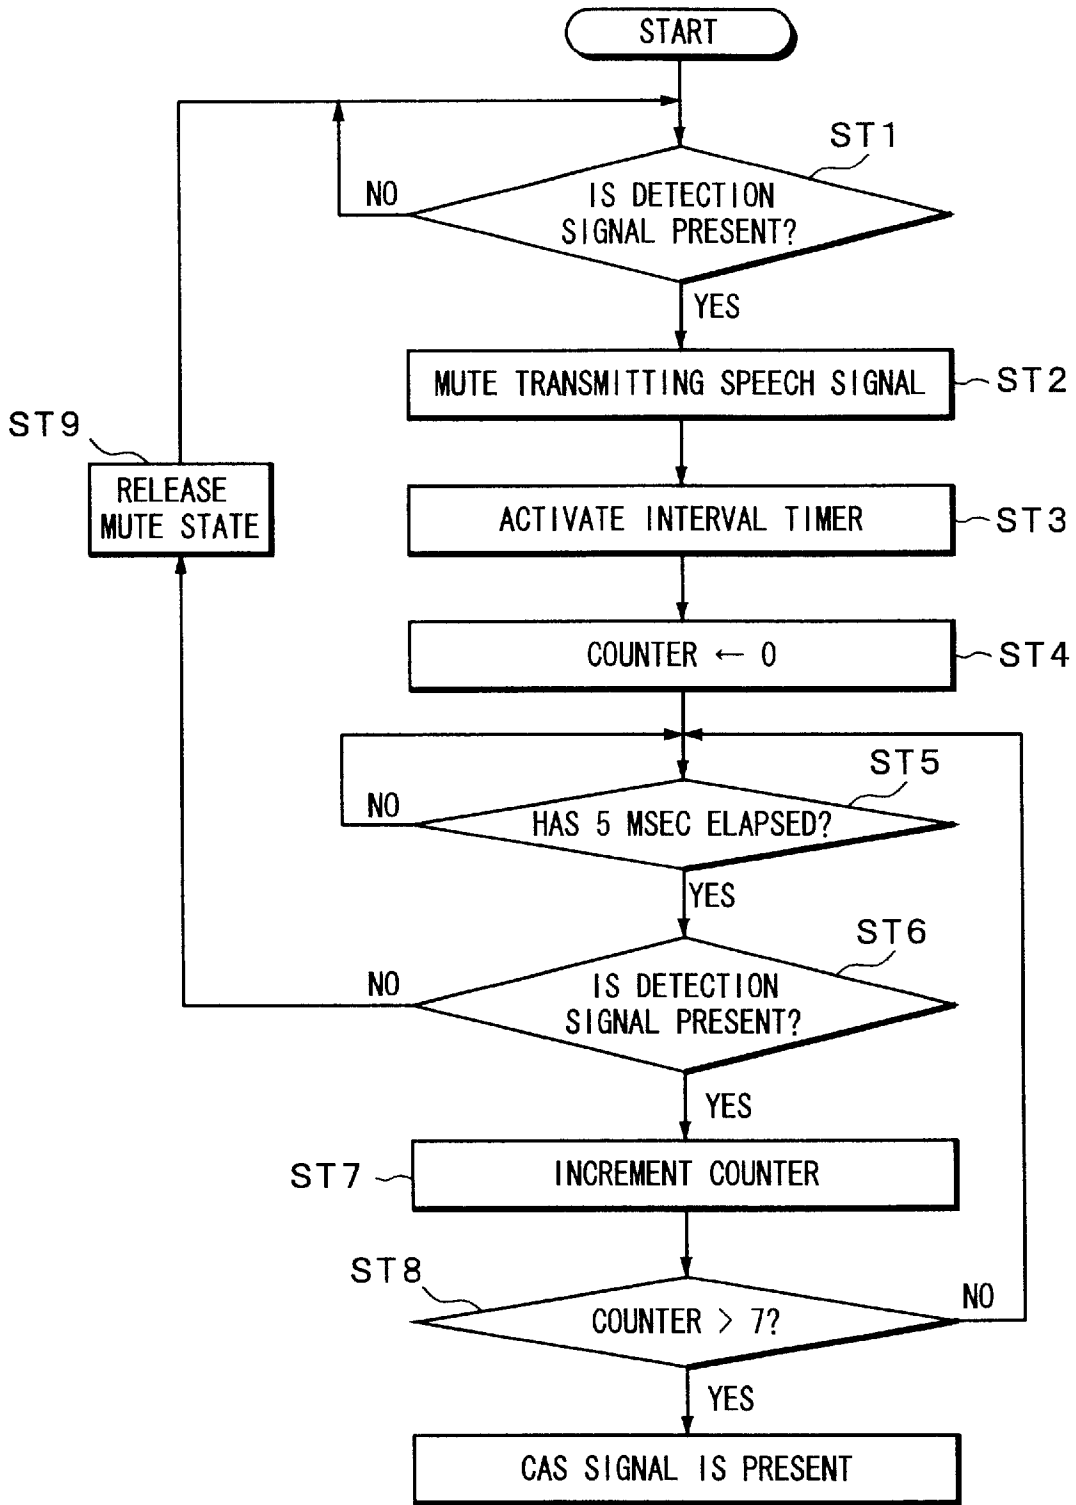 START
ST1
NO
IS DETECTION
SIGNAL PRESENT?
YES
MUTE TRANSMITTING SPEECH SIGNAL
ST2
ST9
RELEASE
MUTE STATE
ACTIVATE INTERVAL TIMER
ST3
COUNTER ← 0
ST4
ST5
NO
HAS 5 MSEC ELAPSED?
YES
ST6
NO
IS DETECTION
SIGNAL PRESENT?
YES
ST7
INCREMENT COUNTER
ST8
COUNTER > 7?
NO
YES
CAS SIGNAL IS PRESENT